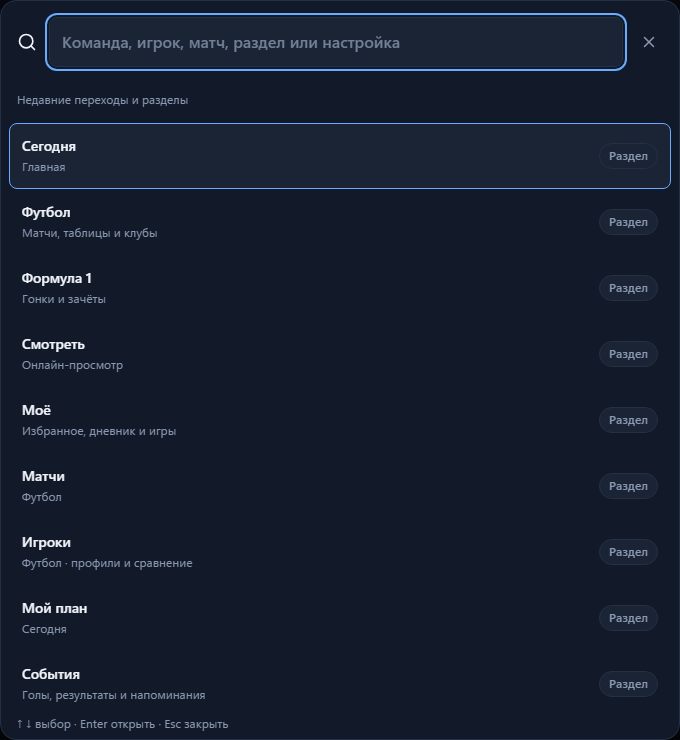 Команда, игрок, матч, раздел или настройка
Недавние переходы и разделы
Сегодня
Главная
Раздел
Футбол
Матчи, таблицы и клубы
Раздел
Формула 1
Гонки и зачёты
Раздел
Смотреть
Онлайн-просмотр
Раздел
Моё
Избранное, дневник и игры
Раздел
Матчи
Футбол
Раздел
Игроки
Футбол · профили и сравнение
Раздел
Мой план
Сегодня
Раздел
События
Голы, результаты и напоминания
Раздел
↑ ↓ выбор · Enter открыть · Esc закрыть